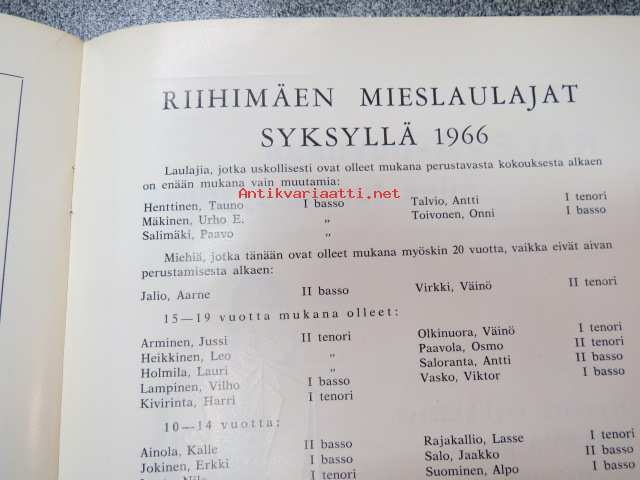 RIIHIMÄEN MIESLAULAJAT
SYKSYLLÄ 1966
Laulajia, jotka uskollisesti ovat olleet mukana perustavasta kokouksesta alkaen
on enään mukana vain muutamia:
Antikvariaatti.net
Henttinen, Tauno I basso Talvio, Antti I tenori
Mäkinen, Urho E. „ Toivonen, Onni I basso
Salimäki, Paavo „
Miehiä, jotka tänään ovat olleet mukana myöskin 20 vuotta, vaikka eivät aivan
perustamisesta alkaen:
Jalio, Aarne II basso Virkki, Väinö II tenori
15—19 vuotta mukana olleet:
Arminen, Jussi II tenori Olkinuora, Väinö I tenori
Heikkinen, Leo „ Paavola, Osmo II tenori
Holmila, Lauri „ Saloranta, Antti II basso
Lampinen, Vilho I basso Vasko, Viktor I basso
Kivirinta, Harri I tenori
10—14 vuotta:
Ainola, Kalle II basso Rajakallio, Lasse I tenori
Jokinen, Erkki I basso Salo, Jaakko II basso
Suominen, Alpo I basso